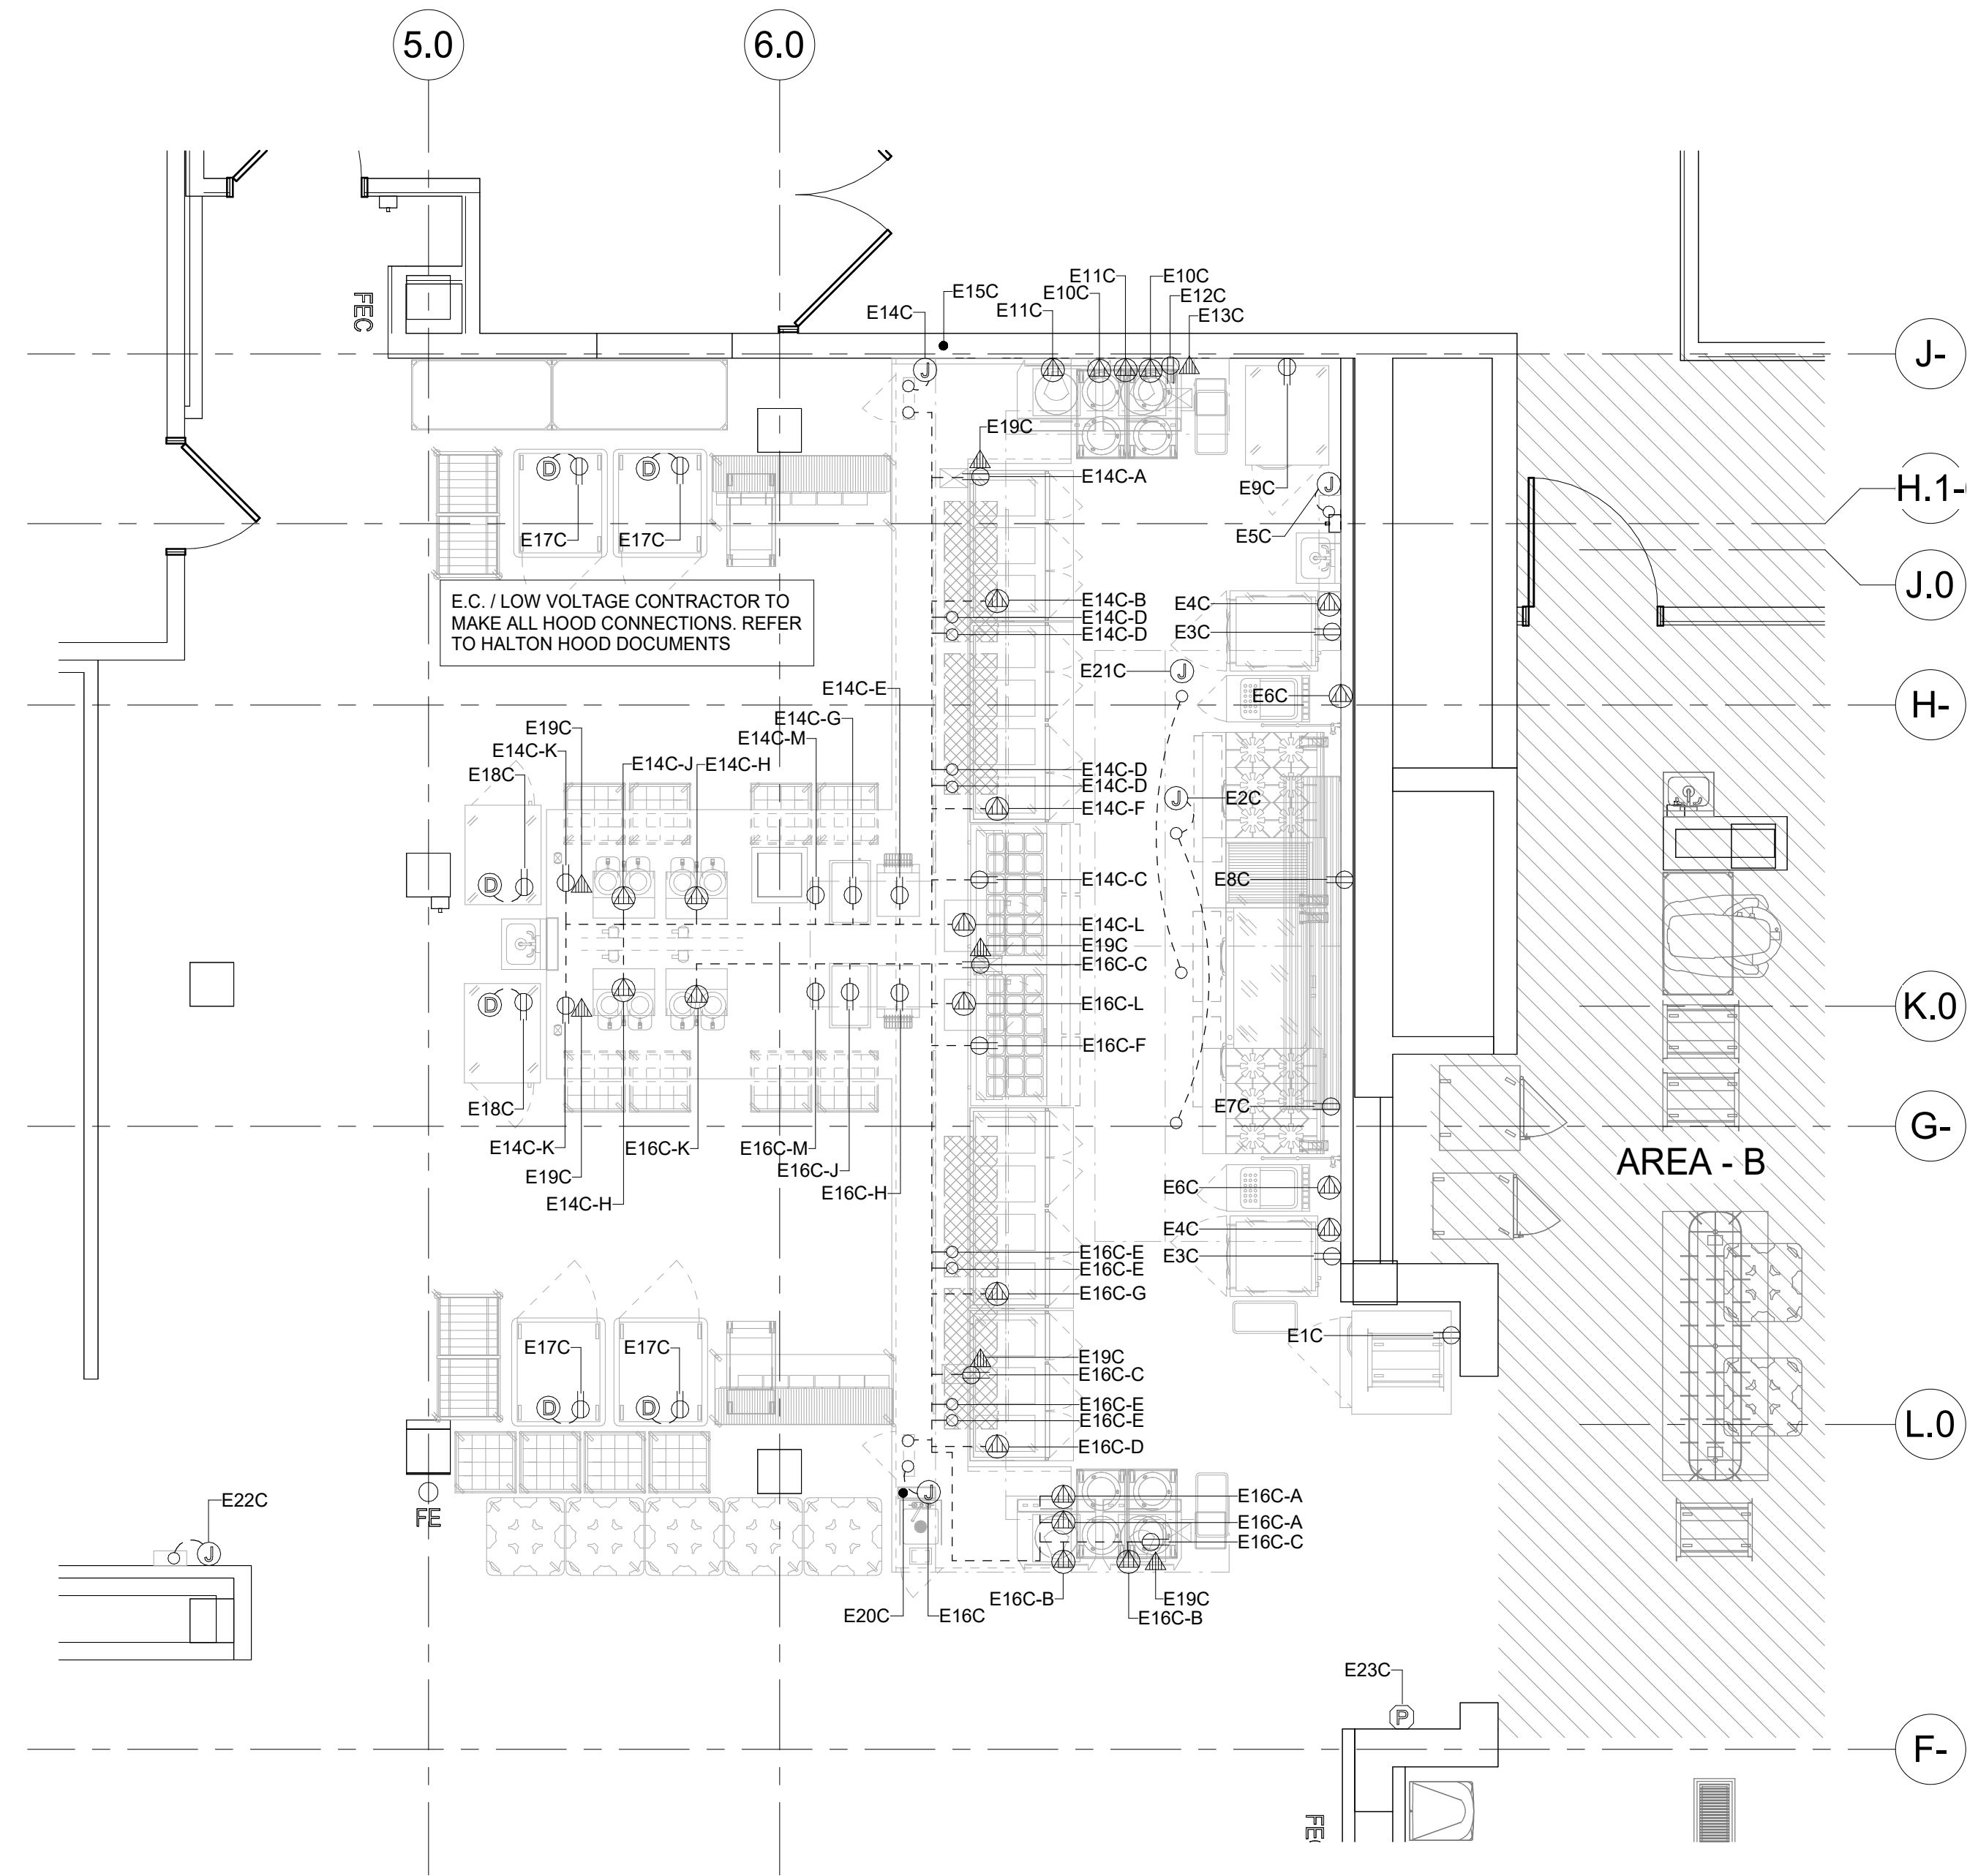 5.0
6.0
FEC
E11C
E10C
E15C
E10C
E12C
E14C
E11C
E13C
J-
E19C
E14C-A
E9C
H.1-
D
D
J
J
E17C
E17C
E5C
E.C. / LOW VOLTAGE CONTRACTOR TO
MAKE ALL HOOD CONNECTIONS. REFER
TO HALTON HOOD DOCUMENTS
J.0
E14C-B
E4C
E14C-D
E14C-D
E3C
E21C
J
E14C-E
E6C
H-
E14C-G
E19C
E14C-M
E14C-K
E14C-J
E14C-H
E18C
E14C-D
E14C-D
J
E2C
E14C-F
D
E14C-C
E8C
E14C-L
E19C
E16C-C
D
E16C-L
K.0
E16C-F
E18C
E7C
G-
E14C-K
E16C-K
E16C-M
E16C-J
E19C
E16C-H
E14C-H
AREA - B
E6C
E4C
E16C-E
E3C
E16C-E
E16C-G
E1C
E17C
E17C
E19C
E16C-C
D
D
E16C-E
E16C-E
L.0
E16C-D
E22C
FE
J
E16C-A
E16C-A
E16C-C
J
E16C-B
E19C
E20C
E16C
E16C-B
E23C
P
F-